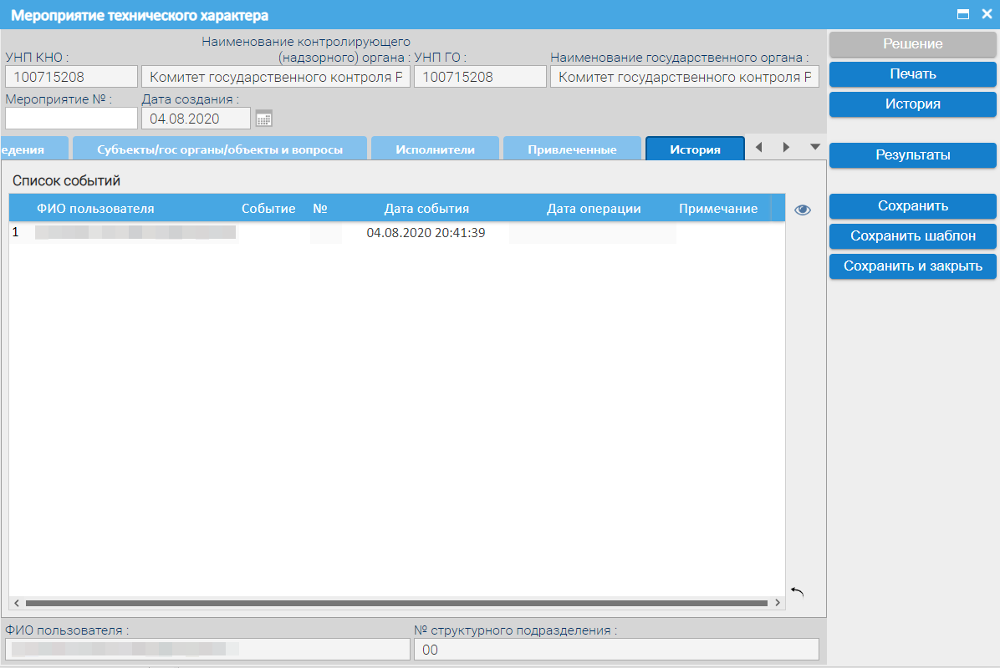 Мероприятие технического характера
УНП КНО :
Наименование контролирующего
(надзорного) органа :
УНП ГО :
Наименование государственного органа :
100715208
Комитет государственного контроля Р
100715208
Комитет государственного контроля Р
Мероприятие № :
Дата создания :
04.08.2020
едения
Субъекты/гос органы/объекты и вопросы
Исполнители
Привлеченные
История
Список событий
ФИО пользователя
Событие
№
Дата события
Дата операции
Примечание
1
04.08.2020 20:41:39
ФИО пользователя :
№ структурного подразделения :
00
Решение
Печать
История
Результаты
Сохранить
Сохранить шаблон
Сохранить и закрыть